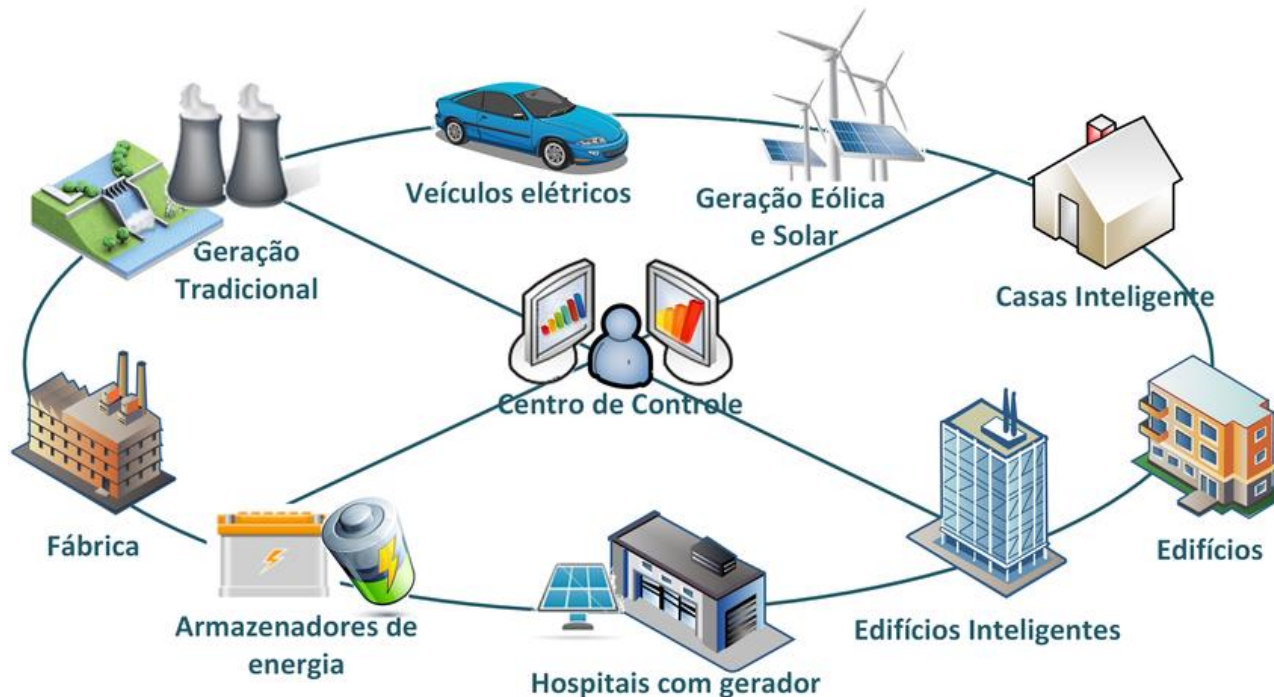 Veículos elétricos
Geração Eólica
e Solar
Geração
Tradicional
Casas Inteligente
Centro de Controle
Fábrica
Edifícios
Armazenadores de
energia
Edifícios Inteligentes
Hospitais com gerador